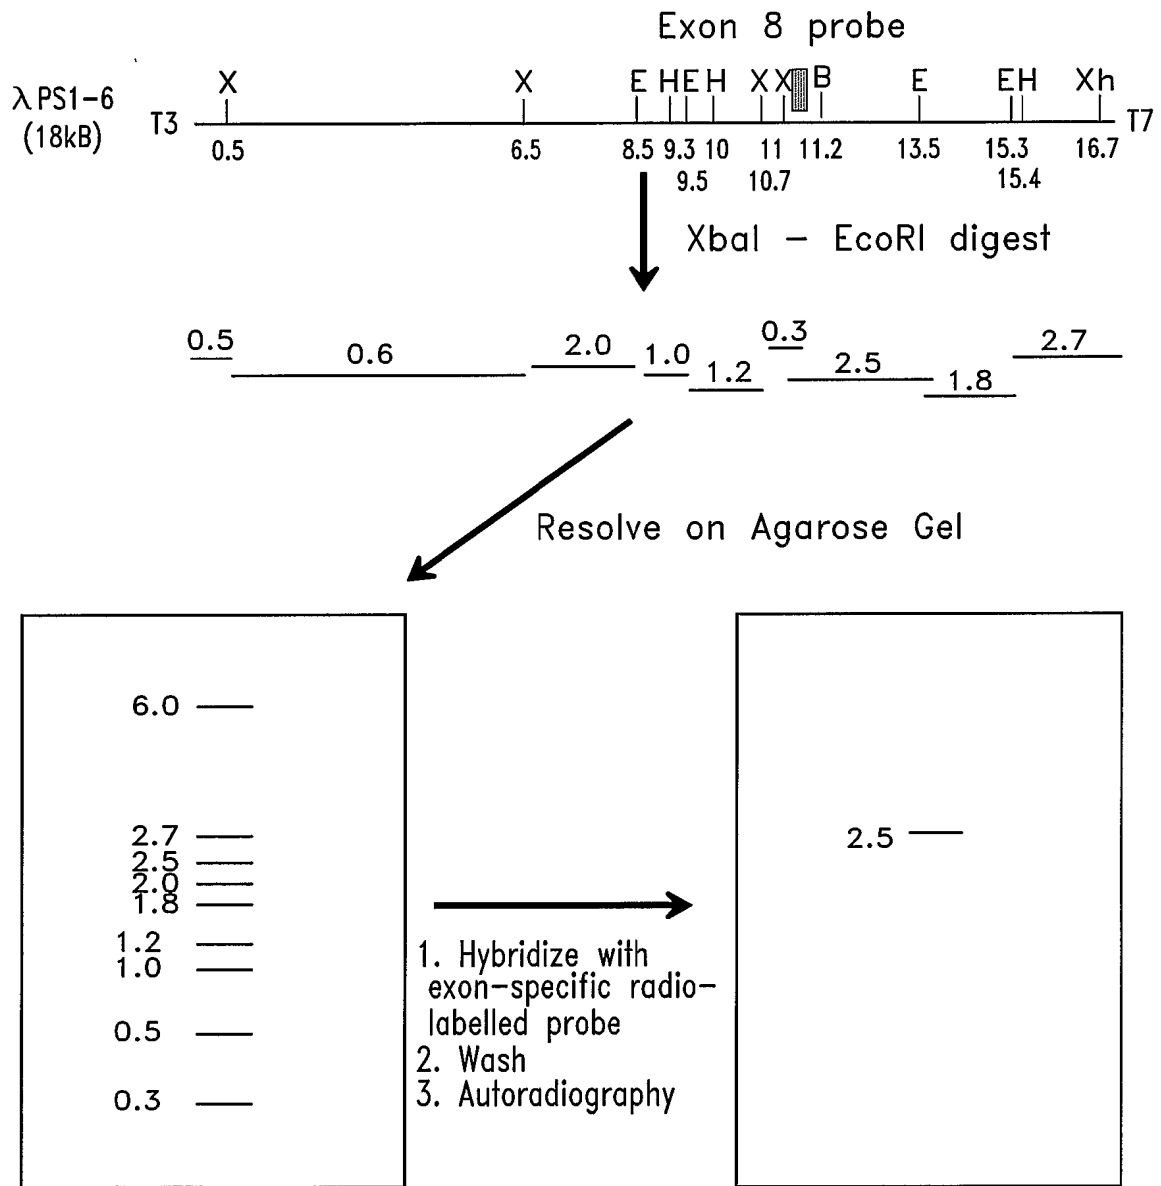 Exon 8 probe
λPS1-6
(18kB)
T3
X X E H E H X X B E E H Xh
T7
0.5 6.5 8.5 9.3 10 11 11.2 13.5 15.3 16.7
9.5 10.7 15.4
XbaI - EcoRI digest
0.5 0.6 2.0 1.0 1.2 0.3 2.5 1.8 2.7
Resolve on Agarose Gel
6.0
2.7
2.5
2.0
1.8
1.2
1.0
0.5
0.3
1. Hybridize with
exon-specific radio-
labelled probe
2. Wash
3. Autoradiography
2.5